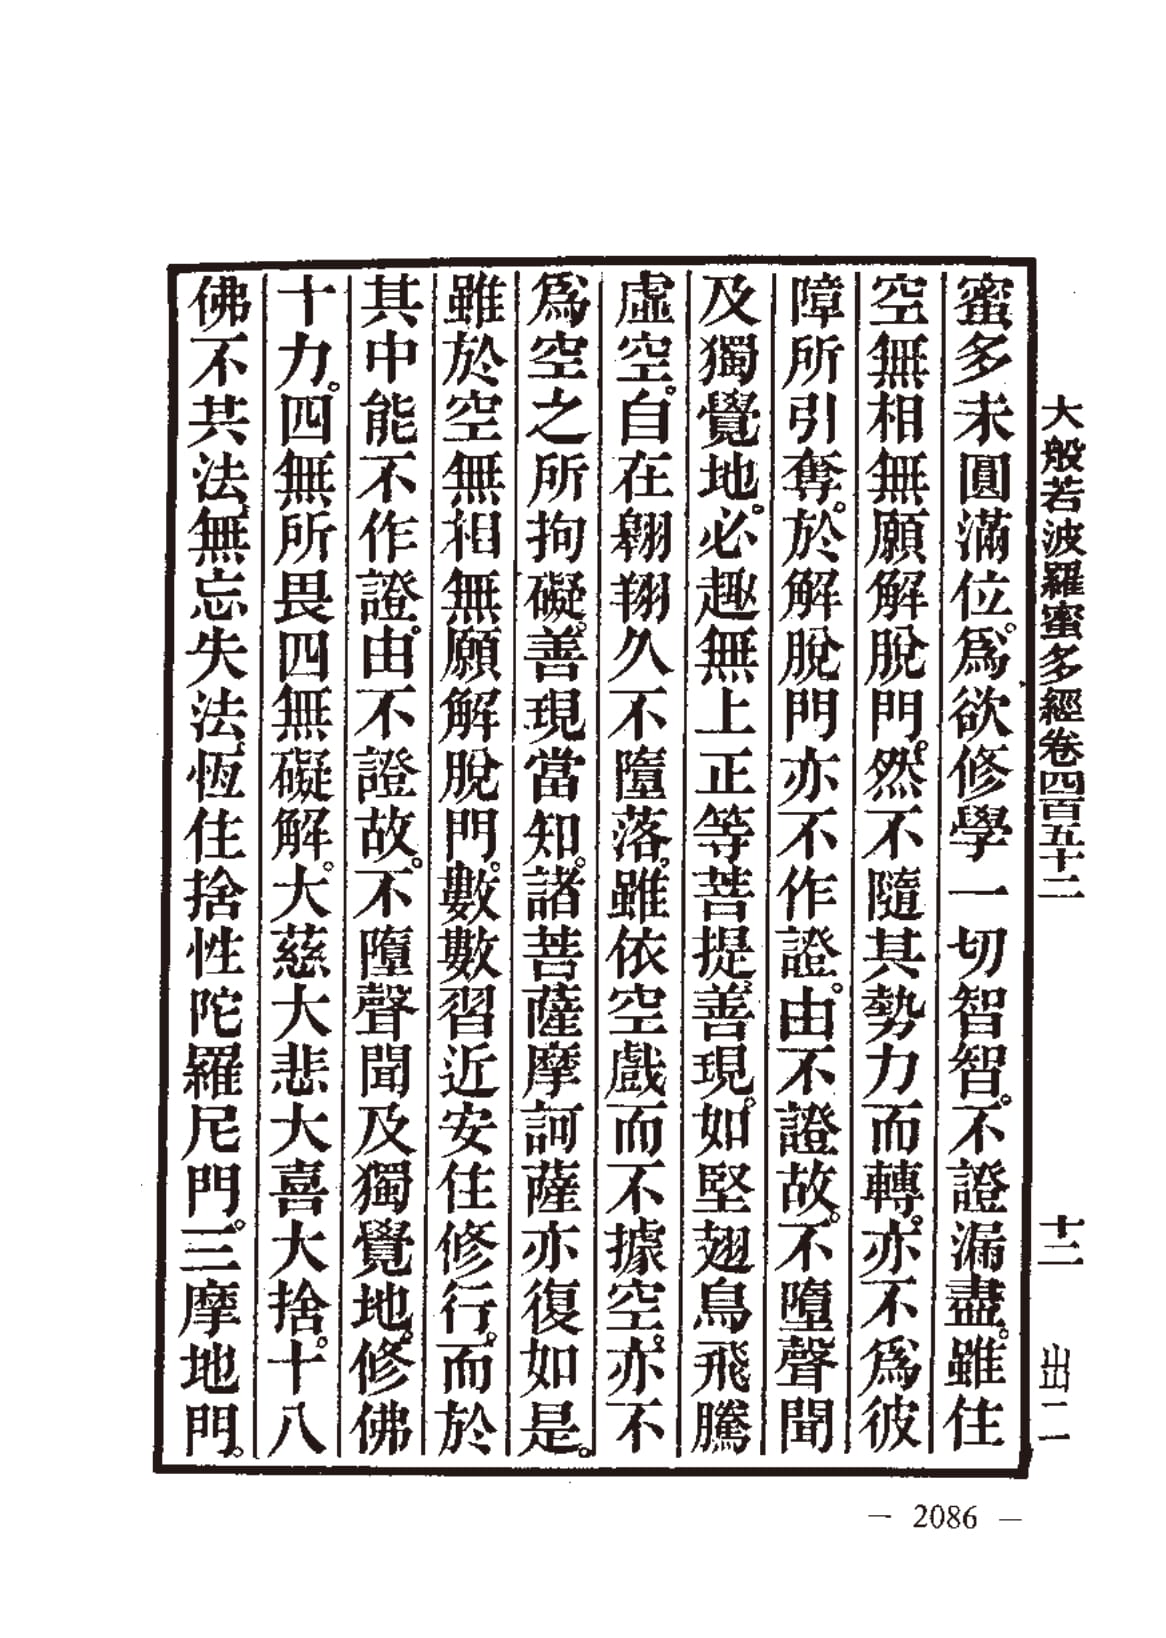 大般若波羅蜜多經卷四百五十二　十二
蜜多未圓滿位。爲欲修學一切智智。不證漏盡。雖住
空無相無願解脫門。然不隨其勢力而轉。亦不爲彼
障所引奪。於解脫門亦不作證。由不證故。不墮聲聞
及獨覺地。必趣無上正等菩提。善現。如堅翅鳥飛騰
虛空。自在翱翔久不墮落。雖依空戲而不據空。亦不
爲空之所拘礙。善現當知。諸菩薩摩訶薩亦復如是。
雖於空無相無願解脫門。數數習近安住修行。而於
其中能不作證。由不證故。不墮聲聞及獨覺地。修佛
十力。四無所畏四無礙解。大慈大悲大喜大捨。十八
佛不共法。無忘失法。恆住捨性陀羅尼門。三摩地門。
— 2086 —